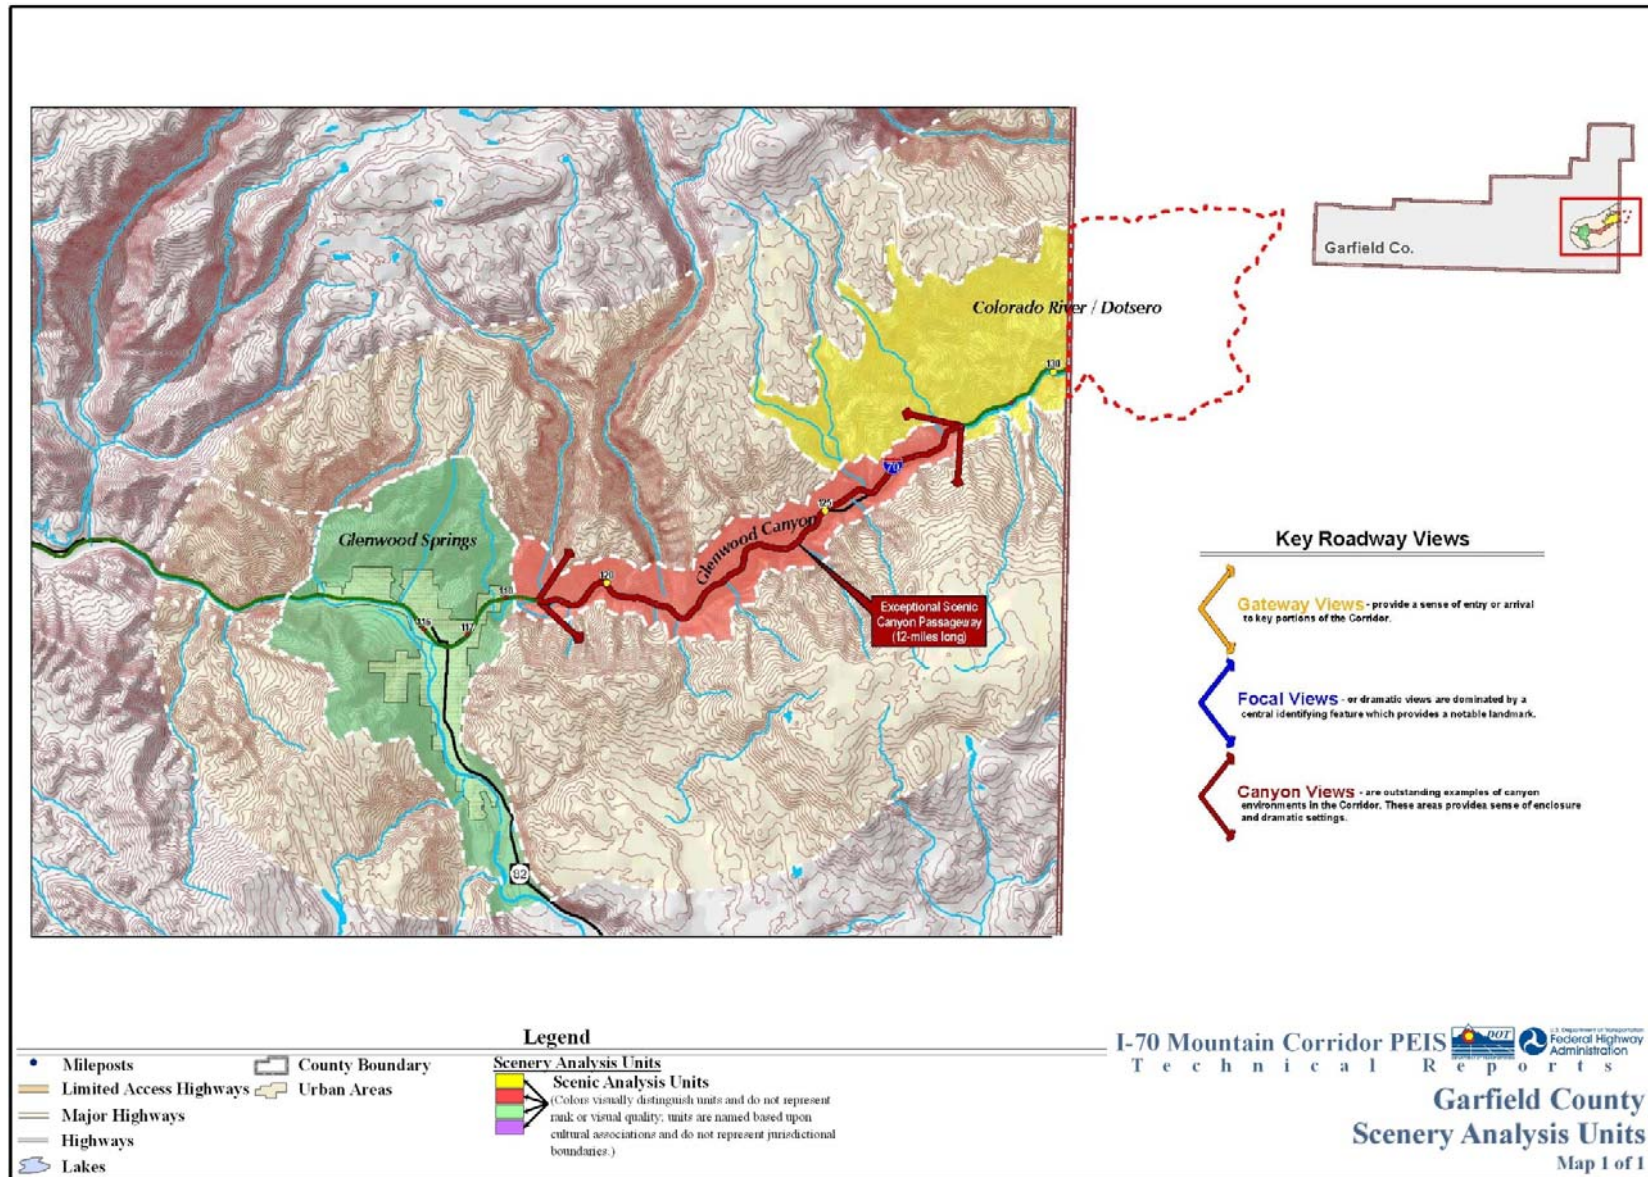 Garfield Co.
Colorado River / Dotsero
130
70
125
Glenwood Canyon
Glenwood Springs
120
118
116
117
Exceptional Scenic
Canyon Passageway
(12-miles long)
82
Key Roadway Views
Gateway Views - provide a sense of entry or arrival
to key portions of the Corridor.
Focal Views - or dramatic views are dominated by a
central identifying feature which provides a notable landmark.
Canyon Views - are outstanding examples of canyon
environments in the Corridor. These areas providea sense of enclosure
and dramatic settings.
Legend
Mileposts
Limited Access Highways
Major Highways
Highways
Lakes
County Boundary
Urban Areas
Scenery Analysis Units
Scenic Analysis Units
(Colors visually distinguish units and do not represent
rank or visual quality; units are named based upon
cultural associations and do not represent jurisdictional
boundaries.)
I-70 Mountain Corridor PEIS
Technical Reports
DOT
U.S. Department of Transportation
Federal Highway
Administration
Garfield County
Scenery Analysis Units
Map 1 of 1